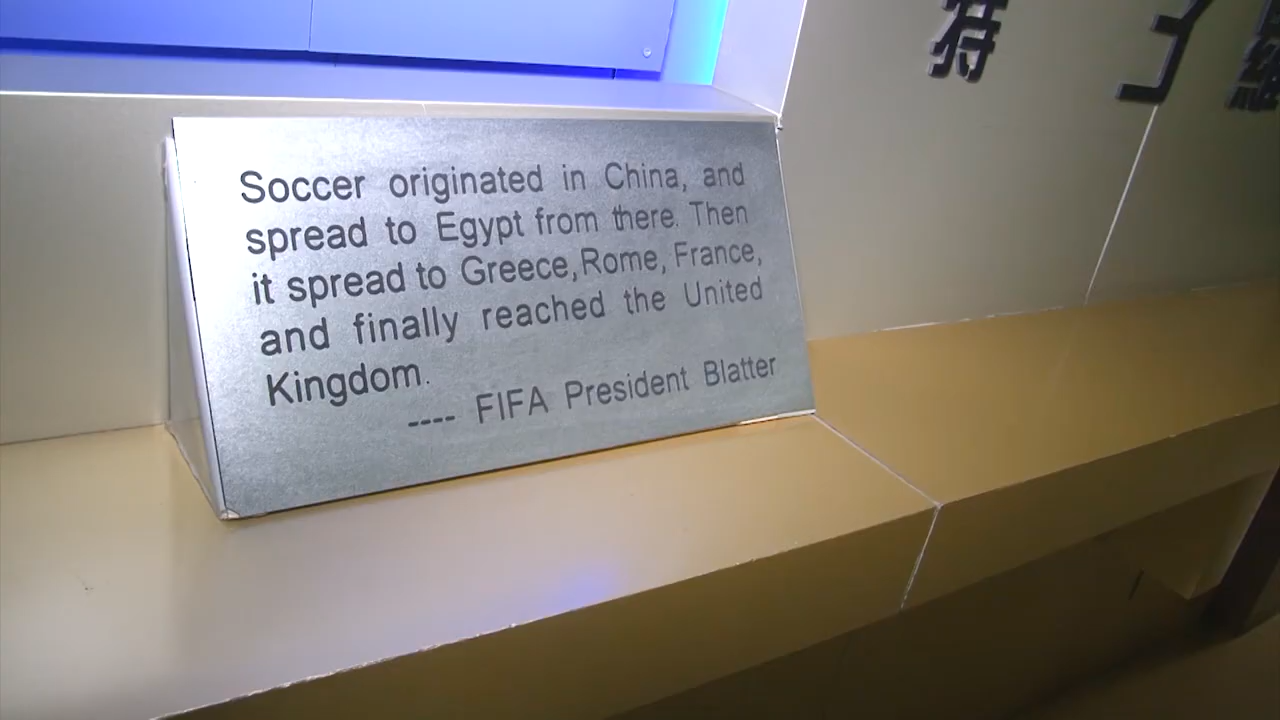 Soccer originated in China, and
spread to Egypt from there. Then
it spread to Greece, Rome, France,
and finally reached the United
Kingdom.
---- FIFA President Blatter